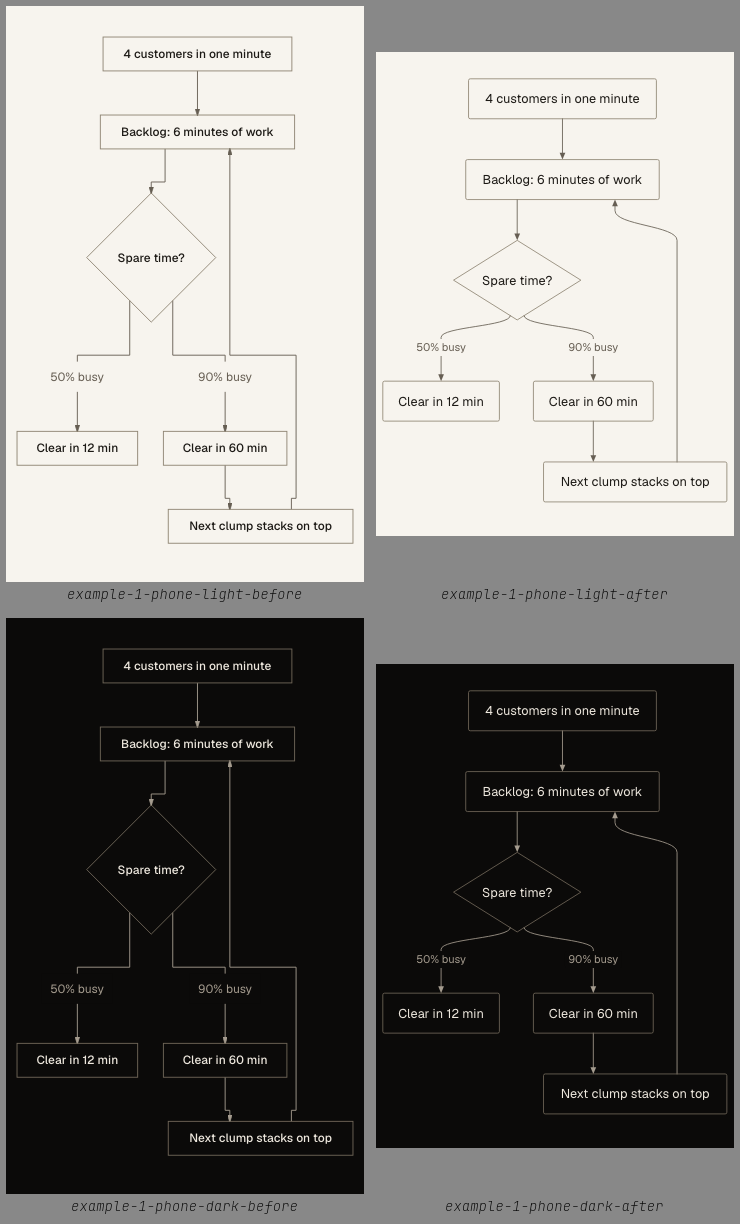 4 customers in one minute
Backlog: 6 minutes of work
Spare time?
50% busy
90% busy
Clear in 12 min
Clear in 60 min
Next clump stacks on top
example-1-phone-light-before
4 customers in one minute
Backlog: 6 minutes of work
Spare time?
50% busy
90% busy
Clear in 12 min
Clear in 60 min
Next clump stacks on top
example-1-phone-light-after
4 customers in one minute
Backlog: 6 minutes of work
Spare time?
50% busy
90% busy
Clear in 12 min
Clear in 60 min
Next clump stacks on top
example-1-phone-dark-before
4 customers in one minute
Backlog: 6 minutes of work
Spare time?
50% busy
90% busy
Clear in 12 min
Clear in 60 min
Next clump stacks on top
example-1-phone-dark-after